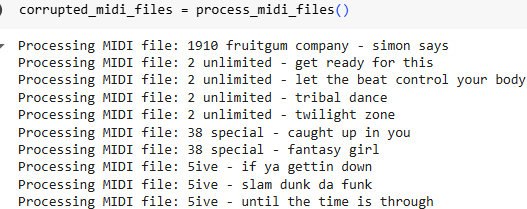 corrupted_midi_files = process_midi_files()
Processing MIDI file: 1910 fruitgum company - simon says
Processing MIDI file: 2 unlimited - get ready for this
Processing MIDI file: 2 unlimited - let the beat control your body
Processing MIDI file: 2 unlimited - tribal dance
Processing MIDI file: 2 unlimited - twilight zone
Processing MIDI file: 38 special - caught up in you
Processing MIDI file: 38 special - fantasy girl
Processing MIDI file: 5ive - if ya gettin down
Processing MIDI file: 5ive - slam dunk da funk
Processing MIDI file: 5ive - until the time is through